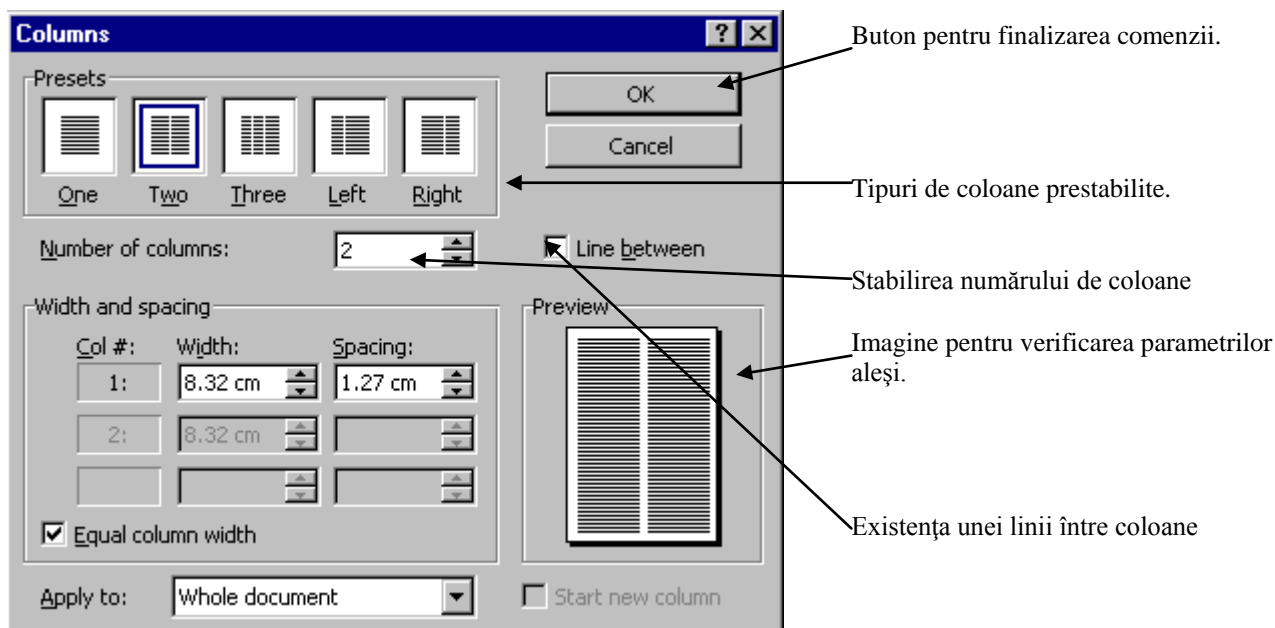 Columns
Presets
One Two Three Left Right
OK
Cancel
Number of columns: 2
Line between
Width and spacing
Col #: Width: Spacing:
1: 8.32 cm 1.27 cm
2: 8.32 cm
Equal column width
Preview
Apply to: Whole document
Start new column
Buton pentru finalizarea comenzii.
Tipuri de coloane prestabilite.
Stabilirea numărului de coloane
Imagine pentru verificarea parametrilor
aleşi.
Existenţa unei linii între coloane